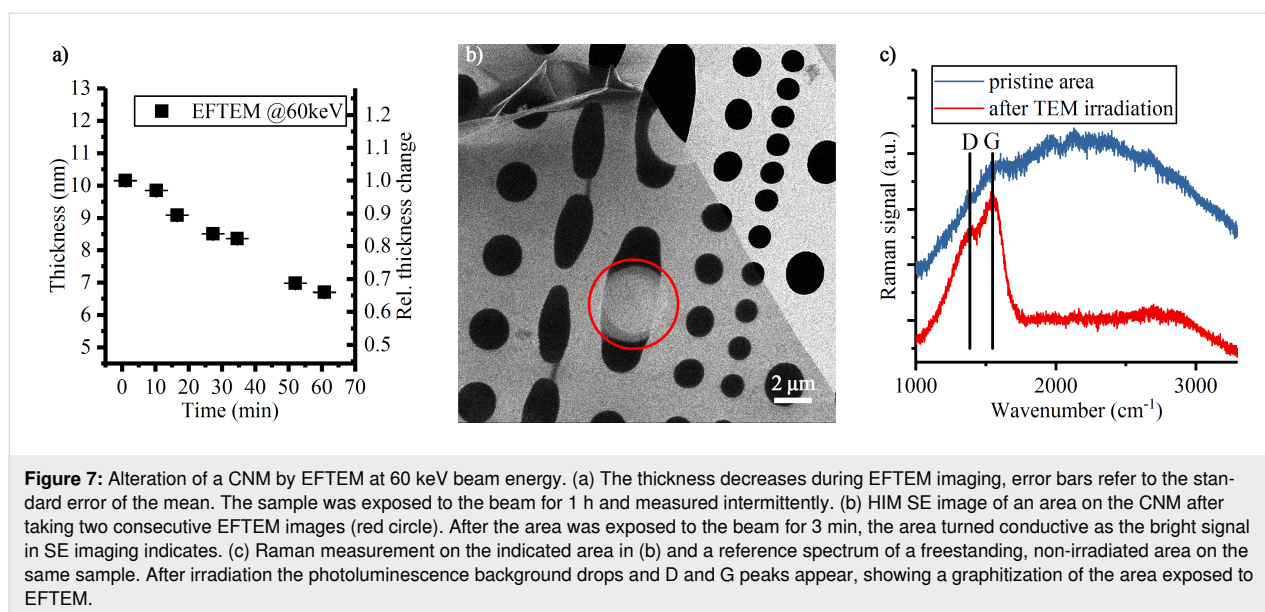 a)
13
12
11
10
9
8
7
6
5
Thickness (nm)
EFTEM @60keV
1.2
1.1
1.0
0.9
0.8
0.7
0.6
0.5
Rel. thickness change
0 10 20 30 40 50 60 70
Time (min)
b)
2 μm
c)
pristine area
after TEM irradiation
D G
Raman signal (a.u.)
1000 2000 3000
Wavenumber (cm⁻¹)
Figure 7: Alteration of a CNM by EFTEM at 60 keV beam energy. (a) The thickness decreases during EFTEM imaging, error bars refer to the stan-
dard error of the mean. The sample was exposed to the beam for 1 h and measured intermittently. (b) HIM SE image of an area on the CNM after
taking two consecutive EFTEM images (red circle). After the area was exposed to the beam for 3 min, the area turned conductive as the bright signal
in SE imaging indicates. (c) Raman measurement on the indicated area in (b) and a reference spectrum of a freestanding, non-irradiated area on the
same sample. After irradiation the photoluminescence background drops and D and G peaks appear, showing a graphitization of the area exposed to
EFTEM.